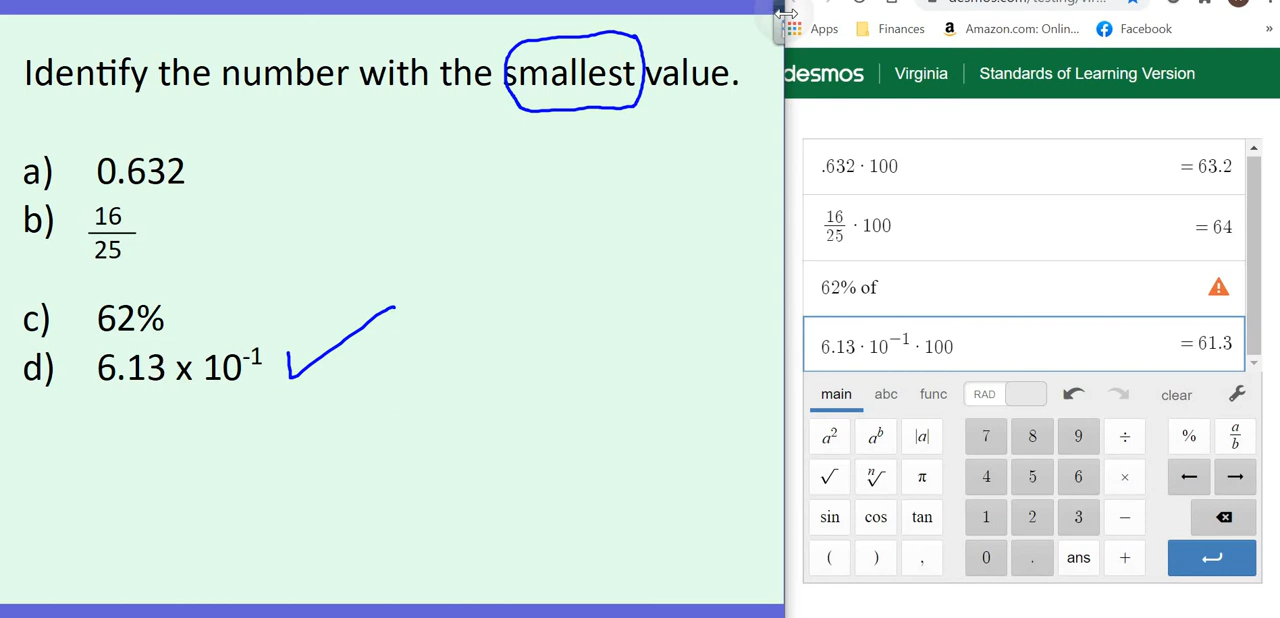 Identify the number with the smallest value.
a) 0.632
b) 16
25
c) 62%
d) 6.13 x 10⁻¹
Apps Finances Amazon.com: Onlin... Facebook »
desmos Virginia Standards of Learning Version
.632 · 100 = 63.2
16
25 · 100 = 64
62% of
6.13 · 10⁻¹ · 100 = 61.3
main abc func RAD clear
a² aᵇ |a| 7 8 9 ÷ % a/b
√ ⁿ√ π 4 5 6 × ← →
sin cos tan 1 2 3 −
( ) , 0 . ans +